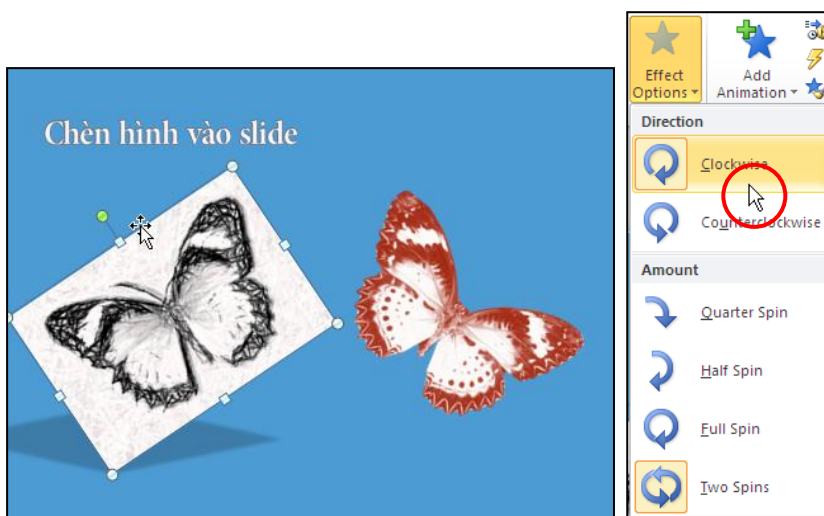 Chèn hình vào slide
Effect
Options
Add
Animation
Direction
Clockwise
Counterclockwise
Amount
Quarter Spin
Half Spin
Full Spin
Two Spins